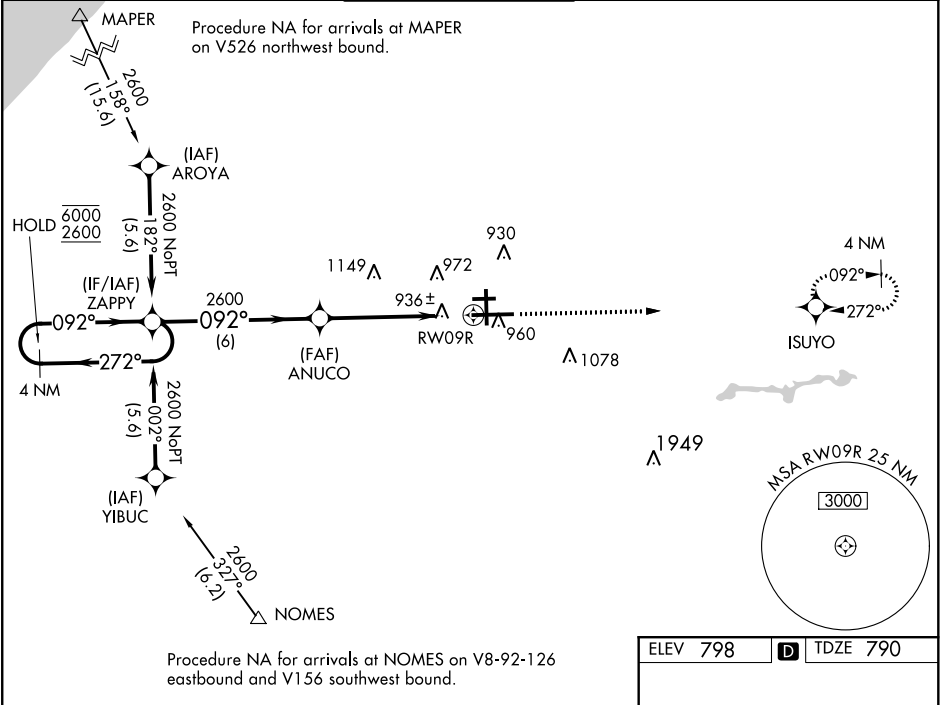 MAPER
Procedure NA for arrivals at MAPER
on V526 northwest bound.
2600
158°
(15.6)
(IAF)
AROYA
2600 NoPT
182°
(5.6)
HOLD 6000
2600
(IF/IAF)
ZAPPY
092°
272°
4 NM
2600
092°
(6)
(FAF)
ANUCO
1149
972
930
936 ±
RW09R
960
1078
1949
4 NM
092°
272°
ISUYO
2600 NoPT
002°
(5.6)
(IAF)
YIBUC
2600
327°
(6.2)
NOMES
MSA RW09R 25 NM
3000
Procedure NA for arrivals at NOMES on V8-92-126
eastbound and V156 southwest bound.
ELEV 798 D TDZE 790